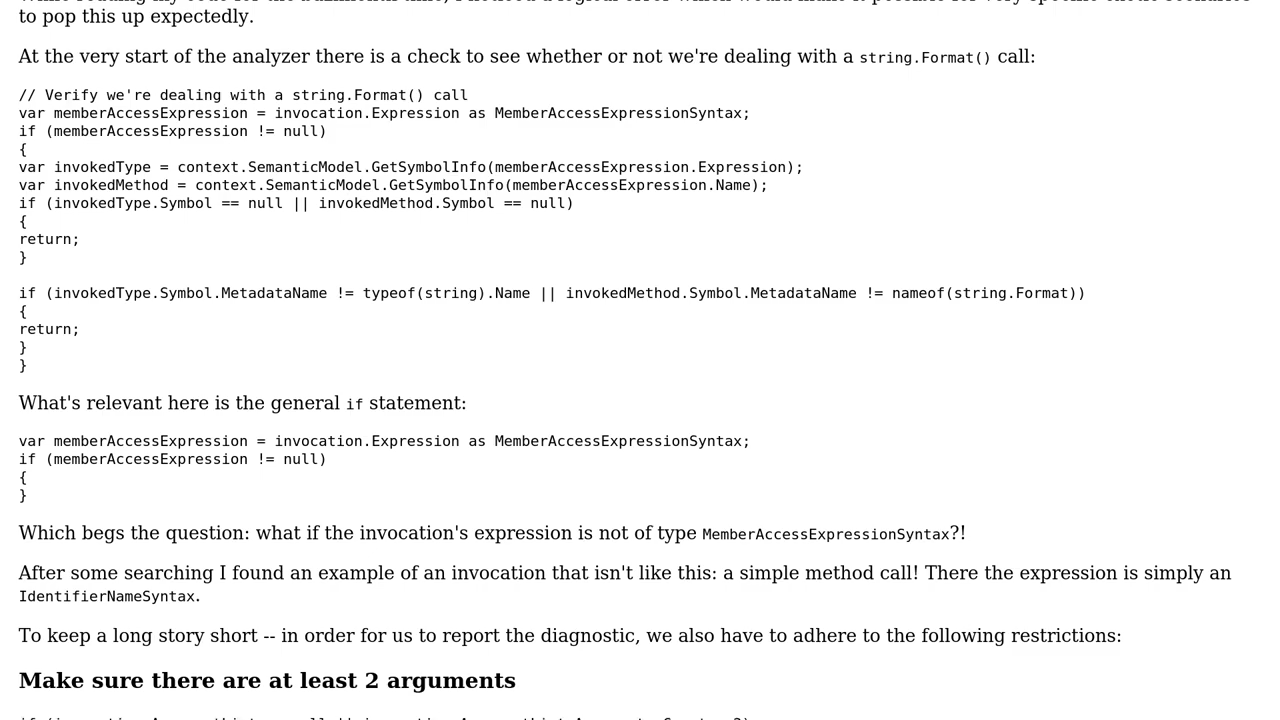 to pop this up expectedly.
At the very start of the analyzer there is a check to see whether or not we're dealing with a string.Format() call:
// Verify we're dealing with a string.Format() call
var memberAccessExpression = invocation.Expression as MemberAccessExpressionSyntax;
if (memberAccessExpression != null)
{
var invokedType = context.SemanticModel.GetSymbolInfo(memberAccessExpression.Expression);
var invokedMethod = context.SemanticModel.GetSymbolInfo(memberAccessExpression.Name);
if (invokedType.Symbol == null || invokedMethod.Symbol == null)
{
return;
}
if (invokedType.Symbol.MetadataName != typeof(string).Name || invokedMethod.Symbol.MetadataName != nameof(string.Format))
{
return;
}
}
What's relevant here is the general if statement:
var memberAccessExpression = invocation.Expression as MemberAccessExpressionSyntax;
if (memberAccessExpression != null)
{
}
Which begs the question: what if the invocation's expression is not of type MemberAccessExpressionSyntax?!
After some searching I found an example of an invocation that isn't like this: a simple method call! There the expression is simply an
IdentifierNameSyntax.
To keep a long story short -- in order for us to report the diagnostic, we also have to adhere to the following restrictions:
Make sure there are at least 2 arguments